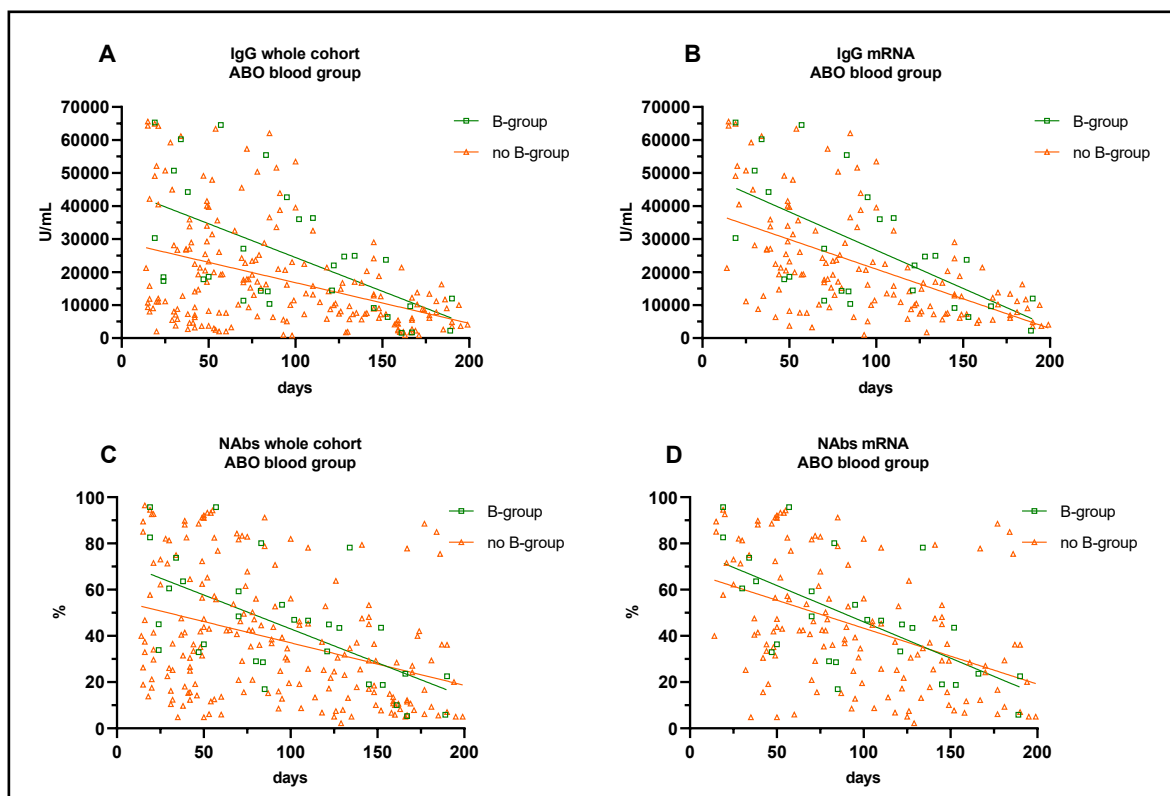 A
IgG whole cohort
ABO blood group
70000
60000
50000
40000
30000
20000
10000
0
U/mL
0 50 100 150 200
days
B-group
no B-group
B
IgG mRNA
ABO blood group
70000
60000
50000
40000
30000
20000
10000
0
U/mL
0 50 100 150 200
days
B-group
no B-group
C
NAbs whole cohort
ABO blood group
100
80
60
40
20
0
%
0 50 100 150 200
days
B-group
no B-group
D
NAbs mRNA
ABO blood group
100
80
60
40
20
0
%
0 50 100 150 200
days
B-group
no B-group